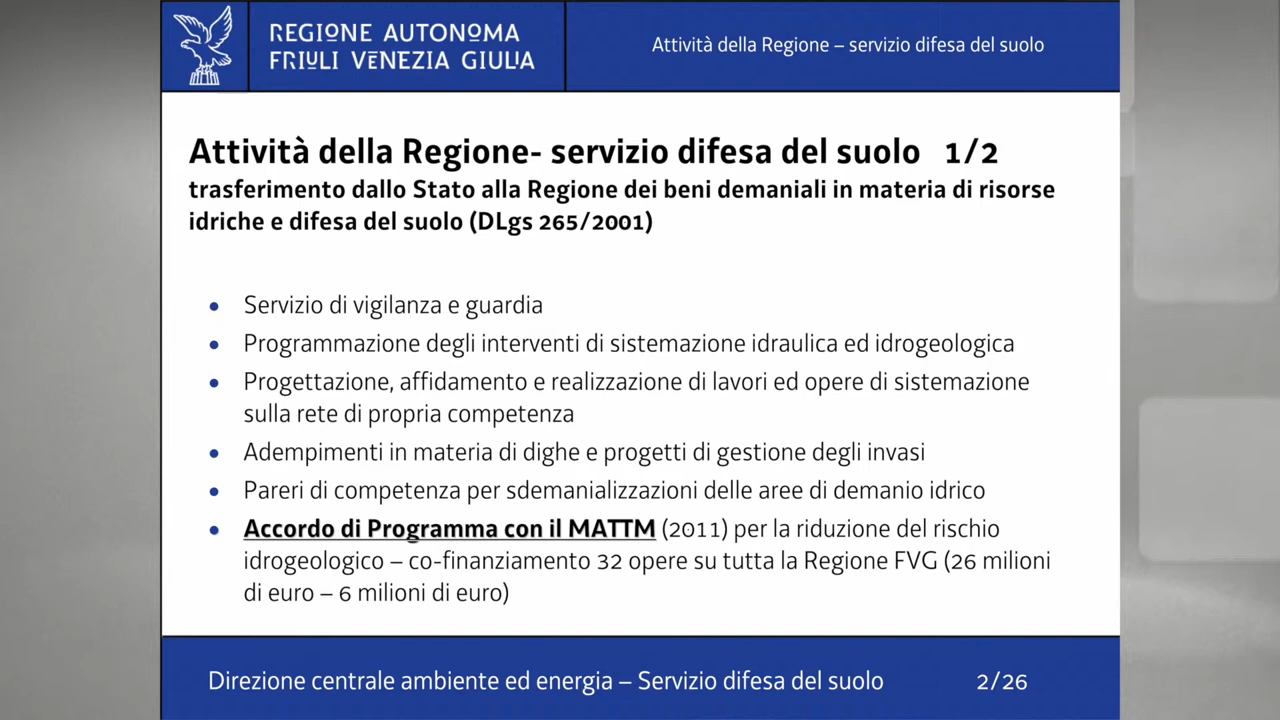 REGIONE AUTONOMA
FRIULI VENEZIA GIULIA
Attività della Regione – servizio difesa del suolo
Attività della Regione- servizio difesa del suolo 1/2
trasferimento dallo Stato alla Regione dei beni demaniali in materia di risorse
idriche e difesa del suolo (DLgs 265/2001)
• Servizio di vigilanza e guardia
• Programmazione degli interventi di sistemazione idraulica ed idrogeologica
• Progettazione, affidamento e realizzazione di lavori ed opere di sistemazione
sulla rete di propria competenza
• Adempimenti in materia di dighe e progetti di gestione degli invasi
• Pareri di competenza per sdemanializzazioni delle aree di demanio idrico
• Accordo di Programma con il MATTM (2011) per la riduzione del rischio
idrogeologico – co-finanziamento 32 opere su tutta la Regione FVG (26 milioni
di euro – 6 milioni di euro)
Direzione centrale ambiente ed energia – Servizio difesa del suolo 2/26